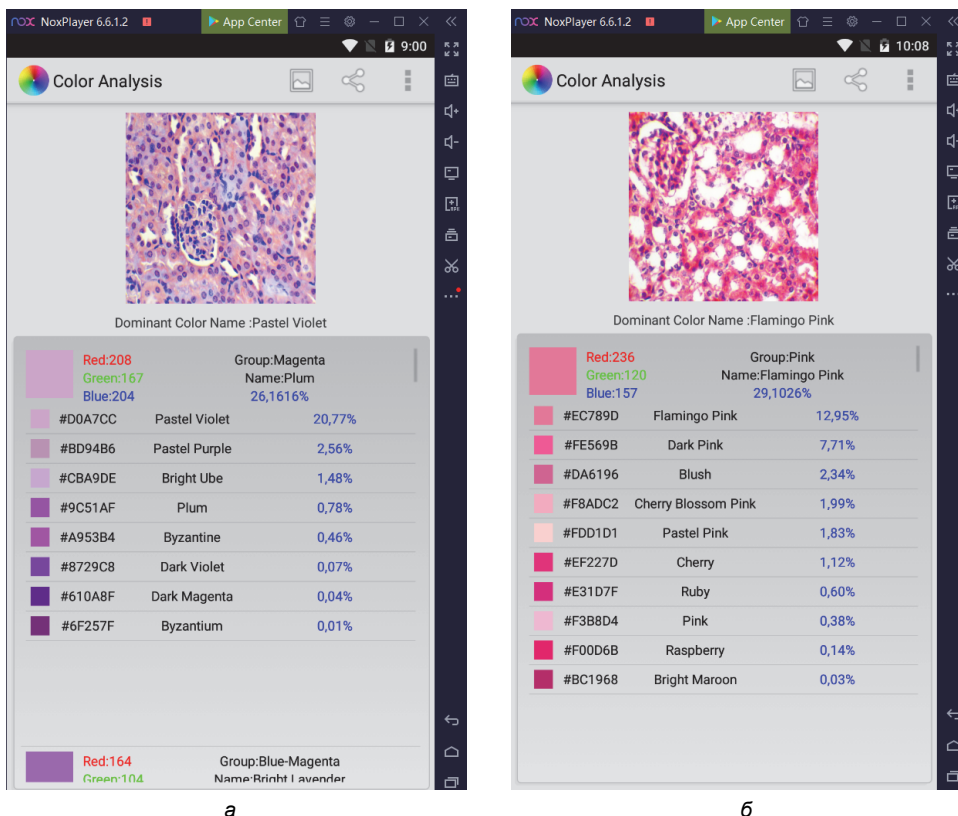 nox NoxPlayer 6.6.1.2 App Center
9:00
Color Analysis
Dominant Color Name :Pastel Violet
Red:208 Group:Magenta
Green:167 Name:Plum
Blue:204 26,1616%
#D0A7CC Pastel Violet 20,77%
#BD94B6 Pastel Purple 2,56%
#CBA9DE Bright Ube 1,48%
#9C51AF Plum 0,78%
#A953B4 Byzantine 0,46%
#8729C8 Dark Violet 0,07%
#610A8F Dark Magenta 0,04%
#6F257F Byzantium 0,01%
Red:164 Group:Blue-Magenta
Green:104 Name:Bright Lavender
а
nox NoxPlayer 6.6.1.2 App Center
10:08
Color Analysis
Dominant Color Name :Flamingo Pink
Red:236 Group:Pink
Green:120 Name:Flamingo Pink
Blue:157 29,1026%
#EC789D Flamingo Pink 12,95%
#FE569B Dark Pink 7,71%
#DA6196 Blush 2,34%
#F8ADC2 Cherry Blossom Pink 1,99%
#FDD1D1 Pastel Pink 1,83%
#EF227D Cherry 1,12%
#E31D7F Ruby 0,60%
#F3B8D4 Pink 0,38%
#F00D6B Raspberry 0,14%
#BC1968 Bright Maroon 0,03%
б